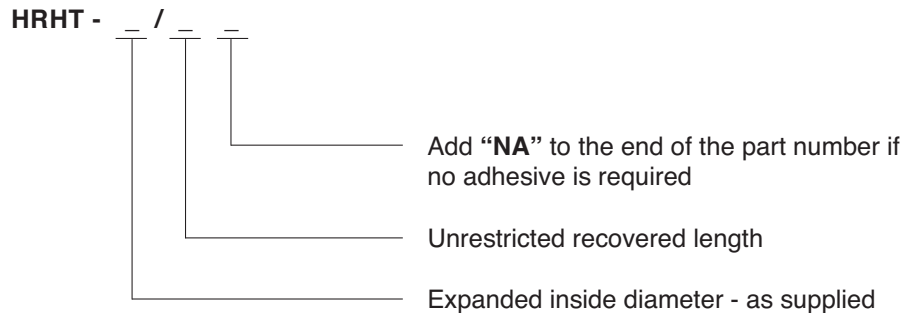 HRHT - _ / _ _
Add “NA” to the end of the part number if
no adhesive is required
Unrestricted recovered length
Expanded inside diameter - as supplied